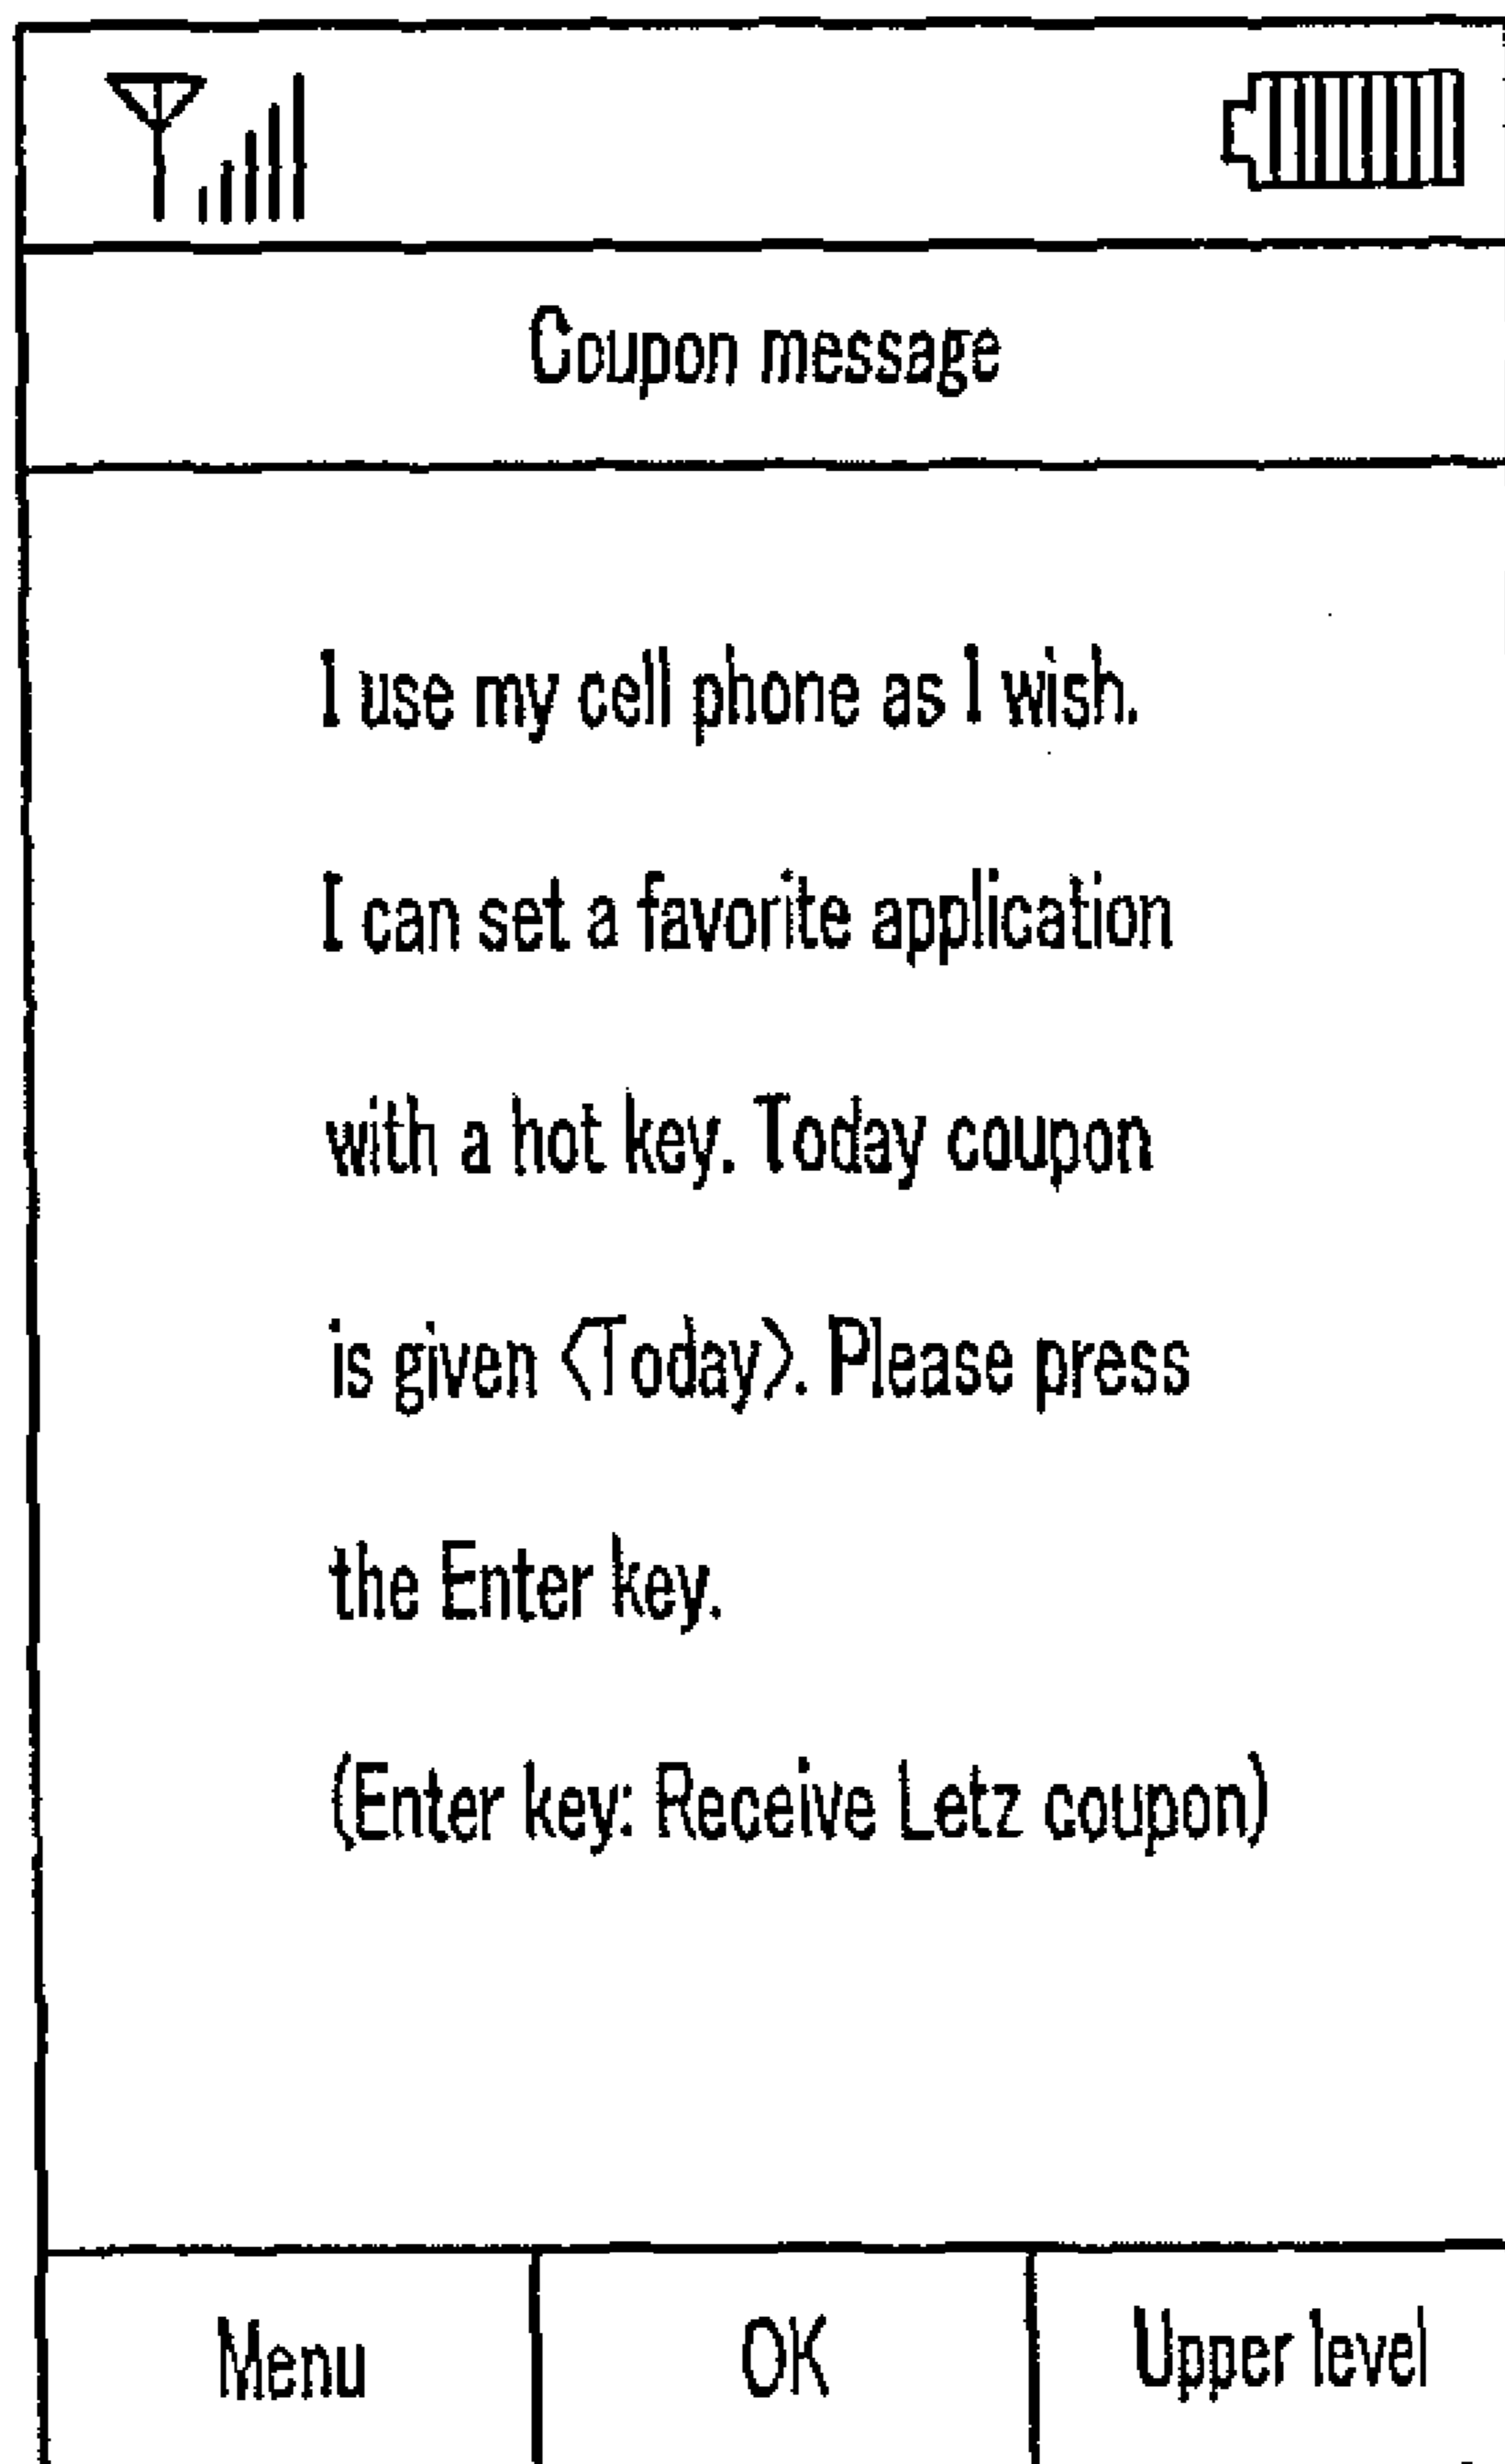 Coupon message
I use my cell phone as I wish.
I can set a favorite application
with a hot key. Today coupon
is given 〈Today〉. Please press
the Enter key.
(Enter key: Receive Letz coupon)
Menu OK Upper level